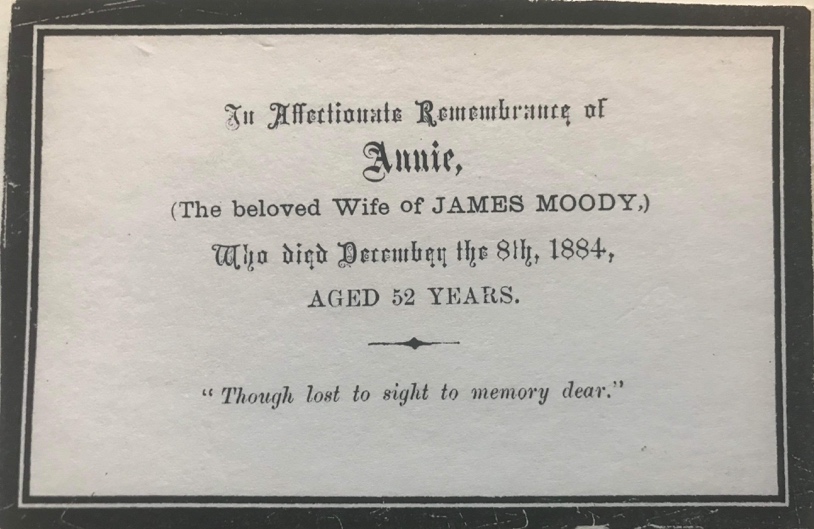 In Affectionate Remembrance of
Annie,
(The beloved Wife of JAMES MOODY,)
Who died December the 8th, 1884,
AGED 52 YEARS.
“Though lost to sight to memory dear.”